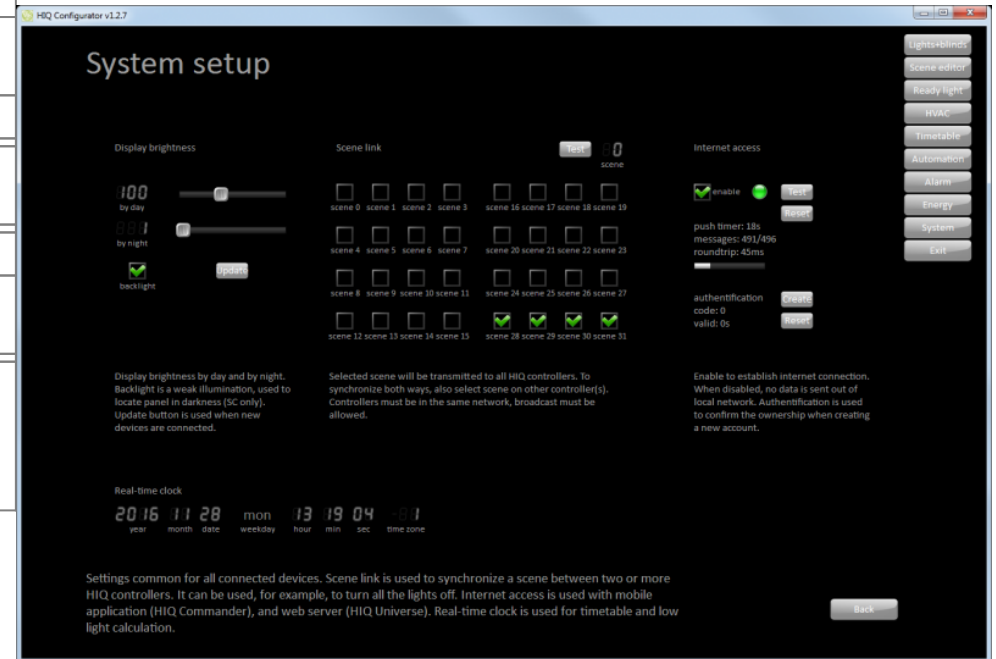 HIQ Configurator v1.2.7
System setup
Lights+blinds
Scene editor
Ready light
HVAC
Timetable
Automation
Alarm
Energy
System
Exit
Display brightness
100
by day
1
by night
backlight
Update
Display brightness by day and by night.
Backlight is a weak illumination, used to
locate panel in darkness (SC only).
Update button is used when new
devices are connected.
Scene link
Test
0
scene
scene 0 scene 1 scene 2 scene 3 scene 16 scene 17 scene 18 scene 19
scene 4 scene 5 scene 6 scene 7 scene 20 scene 21 scene 22 scene 23
scene 8 scene 9 scene 10 scene 11 scene 24 scene 25 scene 26 scene 27
scene 12 scene 13 scene 14 scene 15 scene 28 scene 29 scene 30 scene 31
Selected scene will be transmitted to all HIQ controllers. To
synchronize both ways, also select scene on other controller(s).
Controllers must be in the same network, broadcast must be
allowed.
Internet access
enable
Test
Reset
push timer: 18s
messages: 491/496
roundtrip: 45ms
authentification
code: 0
valid: 0s
Create
Reset
Enable to establish internet connection.
When disabled, no data is sent out of
local network. Authentification is used
to confirm the ownership when creating
a new account.
Real-time clock
2016 11 28 mon 13 19 04 -1
year month date weekday hour min sec time zone
Settings common for all connected devices. Scene link is used to synchronize a scene between two or more
HIQ controllers. It can be used, for example, to turn all the lights off. Internet access is used with mobile
application (HIQ Commander), and web server (HIQ Universe). Real-time clock is used for timetable and low
light calculation.
Back